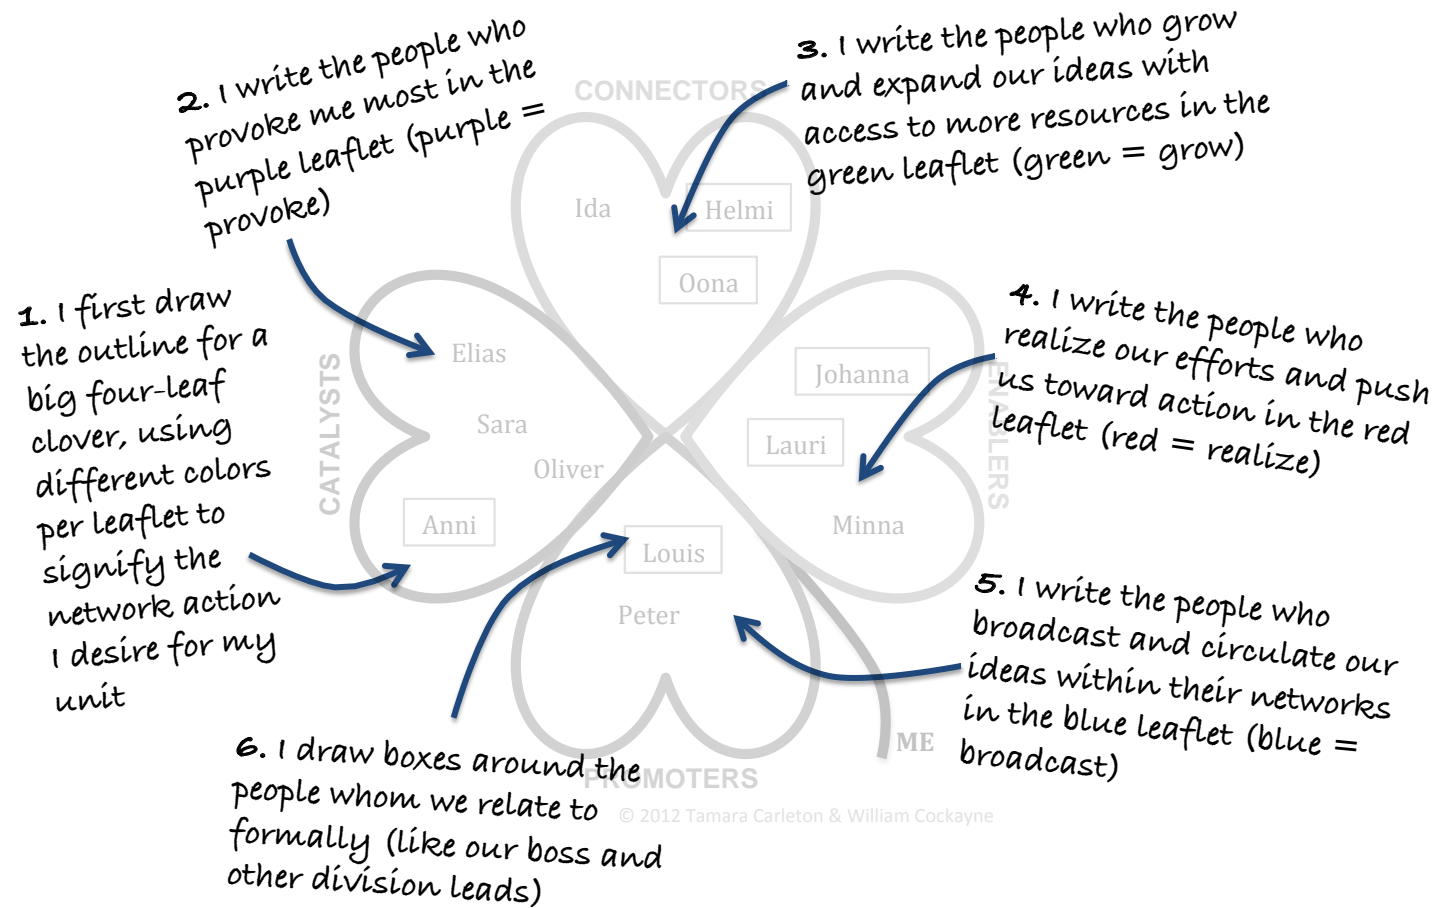 2. I write the people who
provoke me most in the
purple leaflet (purple =
provoke)
3. I write the people who grow
and expand our ideas with
access to more resources in the
green leaflet (green = grow)
CONNECTORS
Ida
Helmi
Oona
1. I first draw
the outline for a
big four-leaf
clover, using
different colors
per leaflet to
signify the
network action
I desire for my
unit
CATALYSTS
Elias
Sara
Oliver
Anni
4. I write the people who
realize our efforts and push
us toward action in the red
leaflet (red = realize)
ENABLERS
Johanna
Lauri
Minna
Louis
Peter
5. I write the people who
broadcast and circulate our
ideas within their networks
in the blue leaflet (blue =
broadcast)
ME
6. I draw boxes around the
people whom we relate to
formally (like our boss and
other division leads)
PROMOTERS
© 2012 Tamara Carleton & William Cockayne